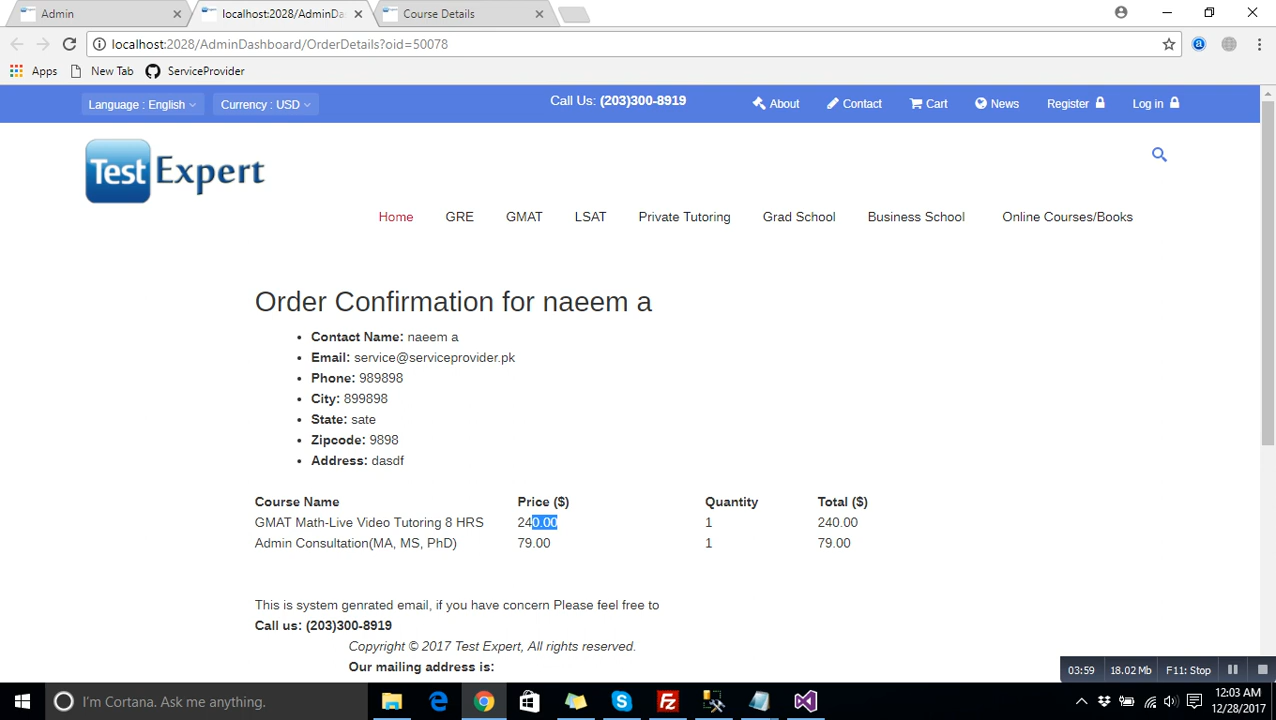 Admin
localhost:2028/AdminDa
Course Details
localhost:2028/AdminDashboard/OrderDetails?oid=50078
Apps New Tab ServiceProvider
Language : English Currency : USD Call Us: (203)300-8919 About Contact Cart News Register Log in
Test Expert
Home GRE GMAT LSAT Private Tutoring Grad School Business School Online Courses/Books
Order Confirmation for naeem a
• Contact Name: naeem a
• Email: service@serviceprovider.pk
• Phone: 989898
• City: 899898
• State: sate
• Zipcode: 9898
• Address: dasdf
Course Name Price ($) Quantity Total ($)
GMAT Math-Live Video Tutoring 8 HRS 240.00 1 240.00
Admin Consultation(MA, MS, PhD) 79.00 1 79.00
This is system genrated email, if you have concern Please feel free to
Call us: (203)300-8919
Copyright © 2017 Test Expert, All rights reserved.
Our mailing address is:
03:59 18.02 Mb F11: Stop
I'm Cortana. Ask me anything.
12:03 AM
12/28/2017